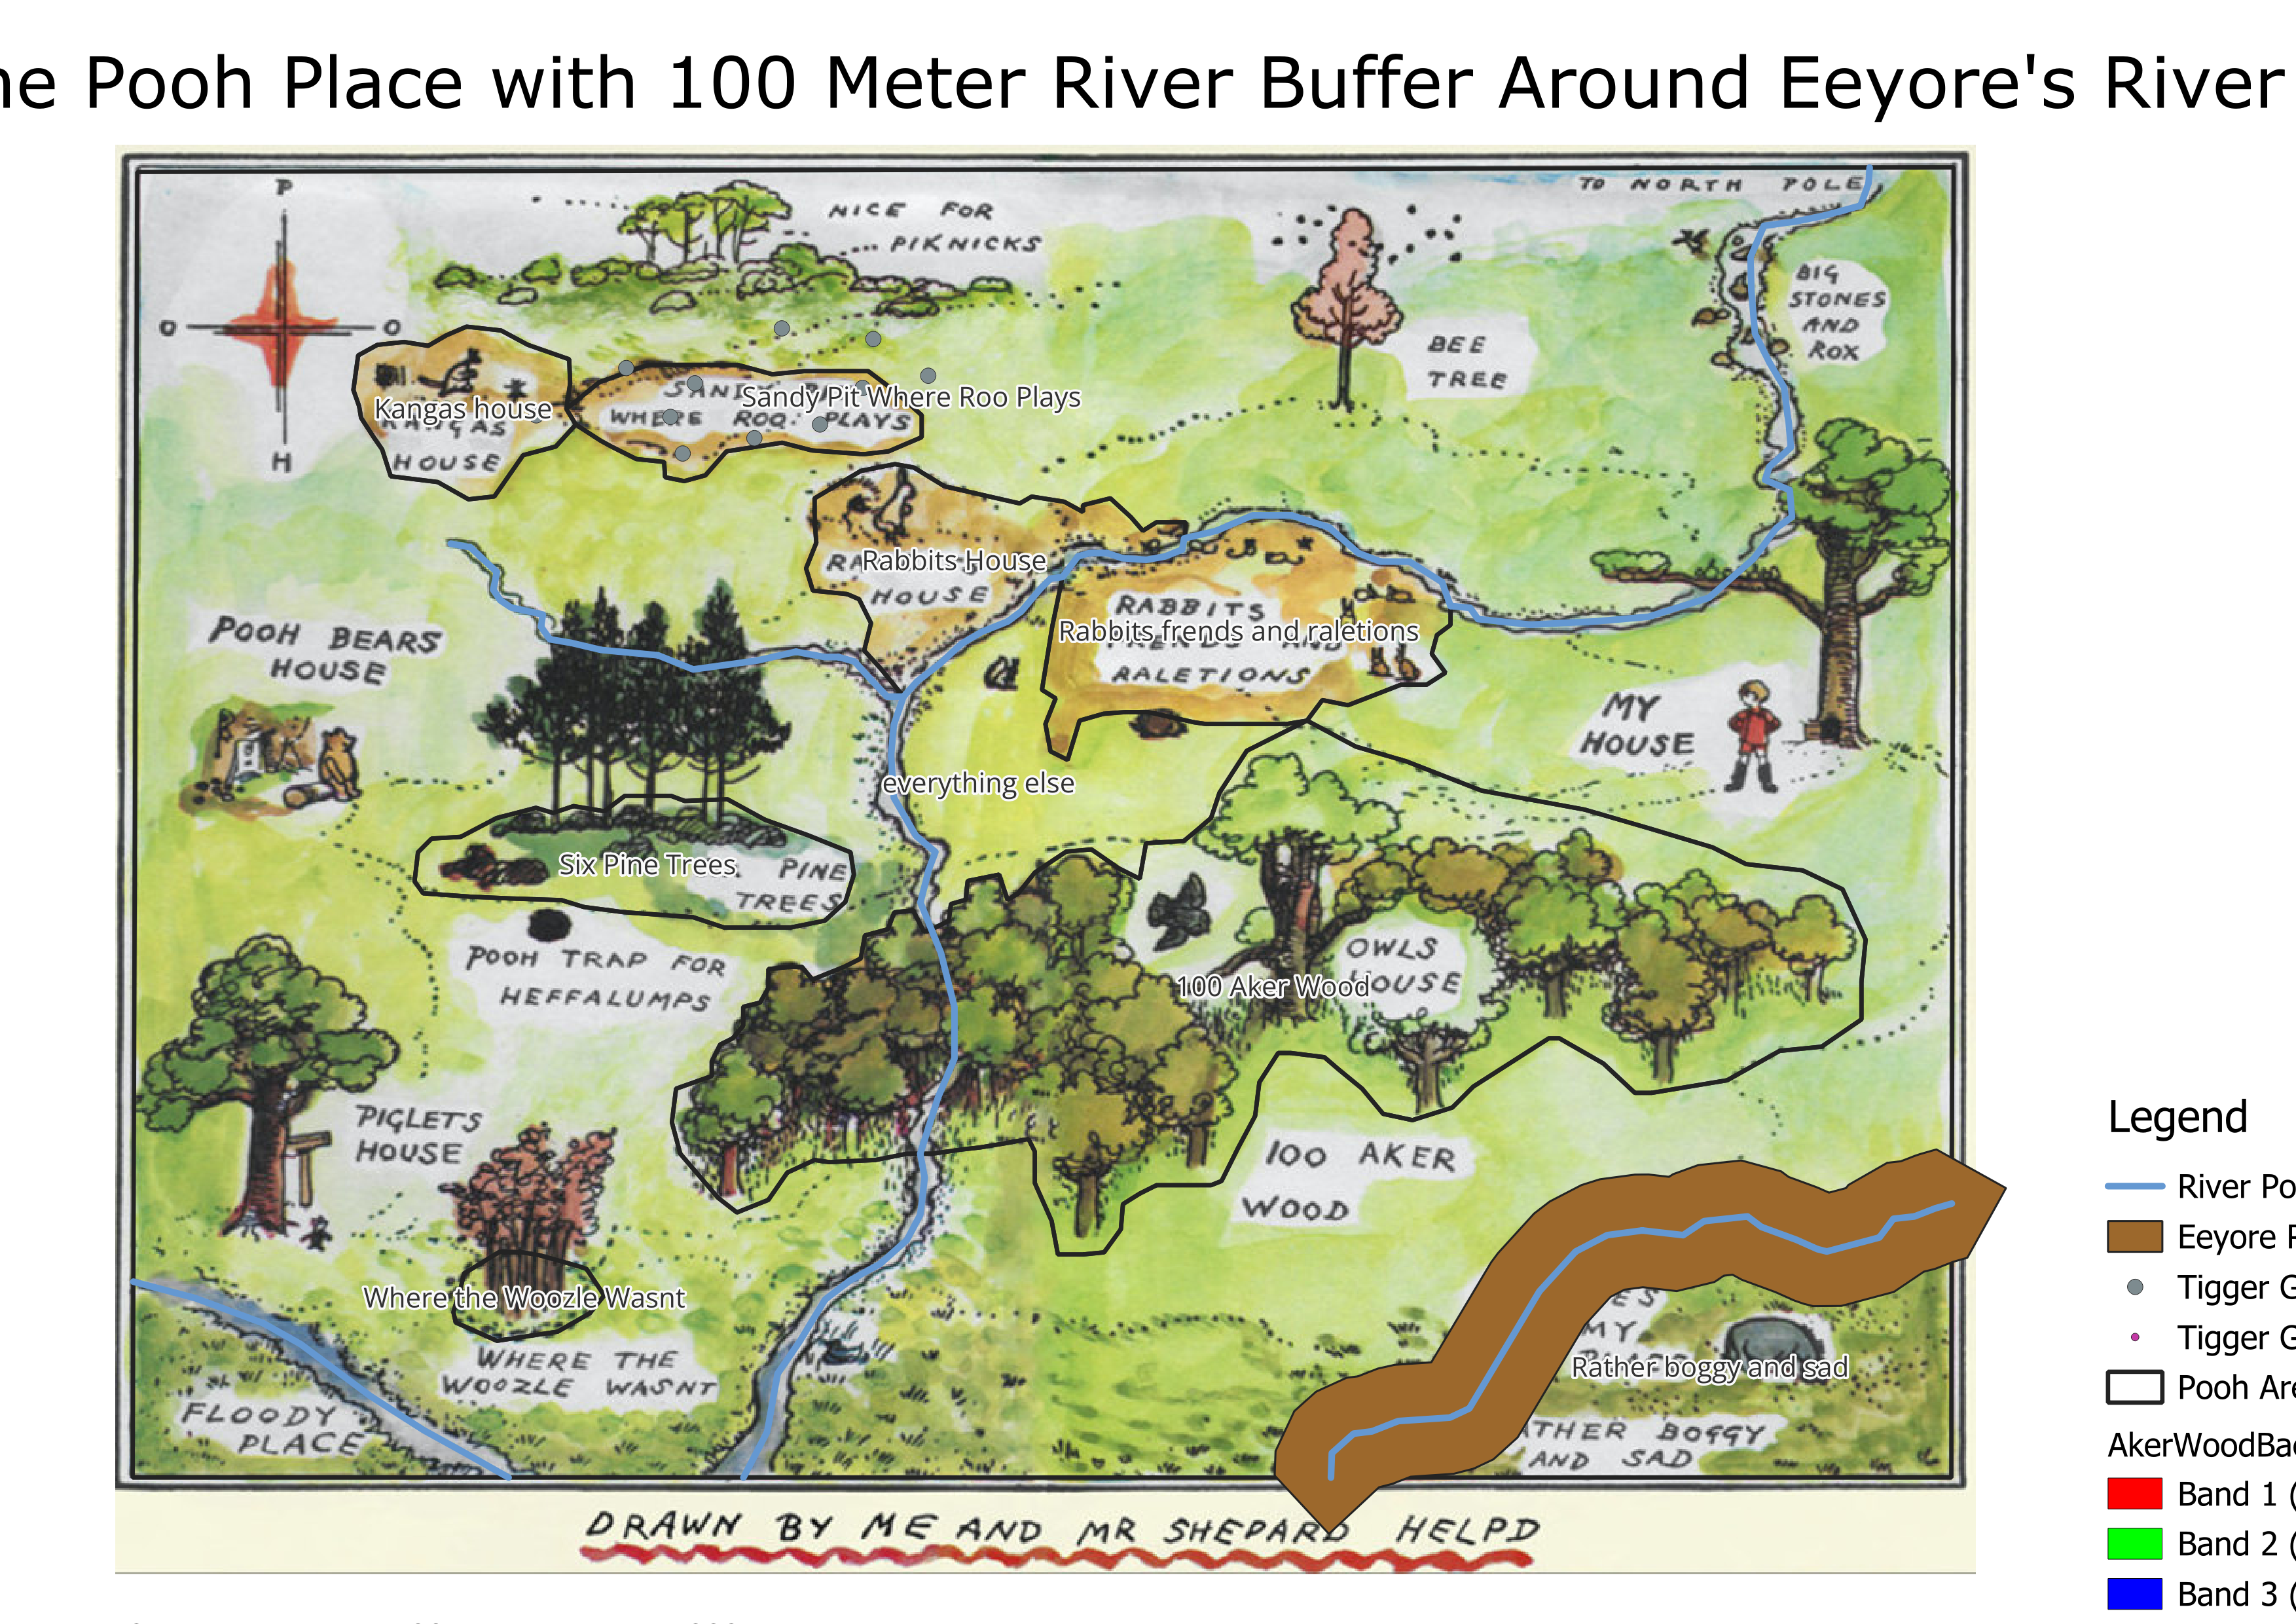 ne Pooh Place with 100 Meter River Buffer Around Eeyore's River
P
TO NORTH POLE
NICE FOR
PIKNICKS
BIG
STONES
AND
ROX
O
O
BEE
TREE
H
SANDY
Sandy Pit Where Roo Plays
WHERE ROO PLAYS
Kangas house
KANGAS
HOUSE
Rabbits House
HOUSE
RABBITS
Rabbits frends and raletions
FRENDS AND
RALETIONS
POOH BEARS
HOUSE
MY
HOUSE
everything else
Six Pine Trees
PINE
TREES
POOH TRAP FOR
HEFFALUMPS
OWLS
HOUSE
100 Aker Wood
PIGLETS
HOUSE
100 AKER
WOOD
Where the Woozle Wasnt
WHERE THE
WOOZLE WASNT
FLOODY
PLACE
MY
Rather boggy and sad
THER BOGGY
AND SAD
DRAWN BY ME AND MR SHEPARD HELPD
Legend
River Po
Eeyore
Tigger G
Tigger G
Pooh Are
AkerWoodBac
Band 1 (
Band 2 (
Band 3 (